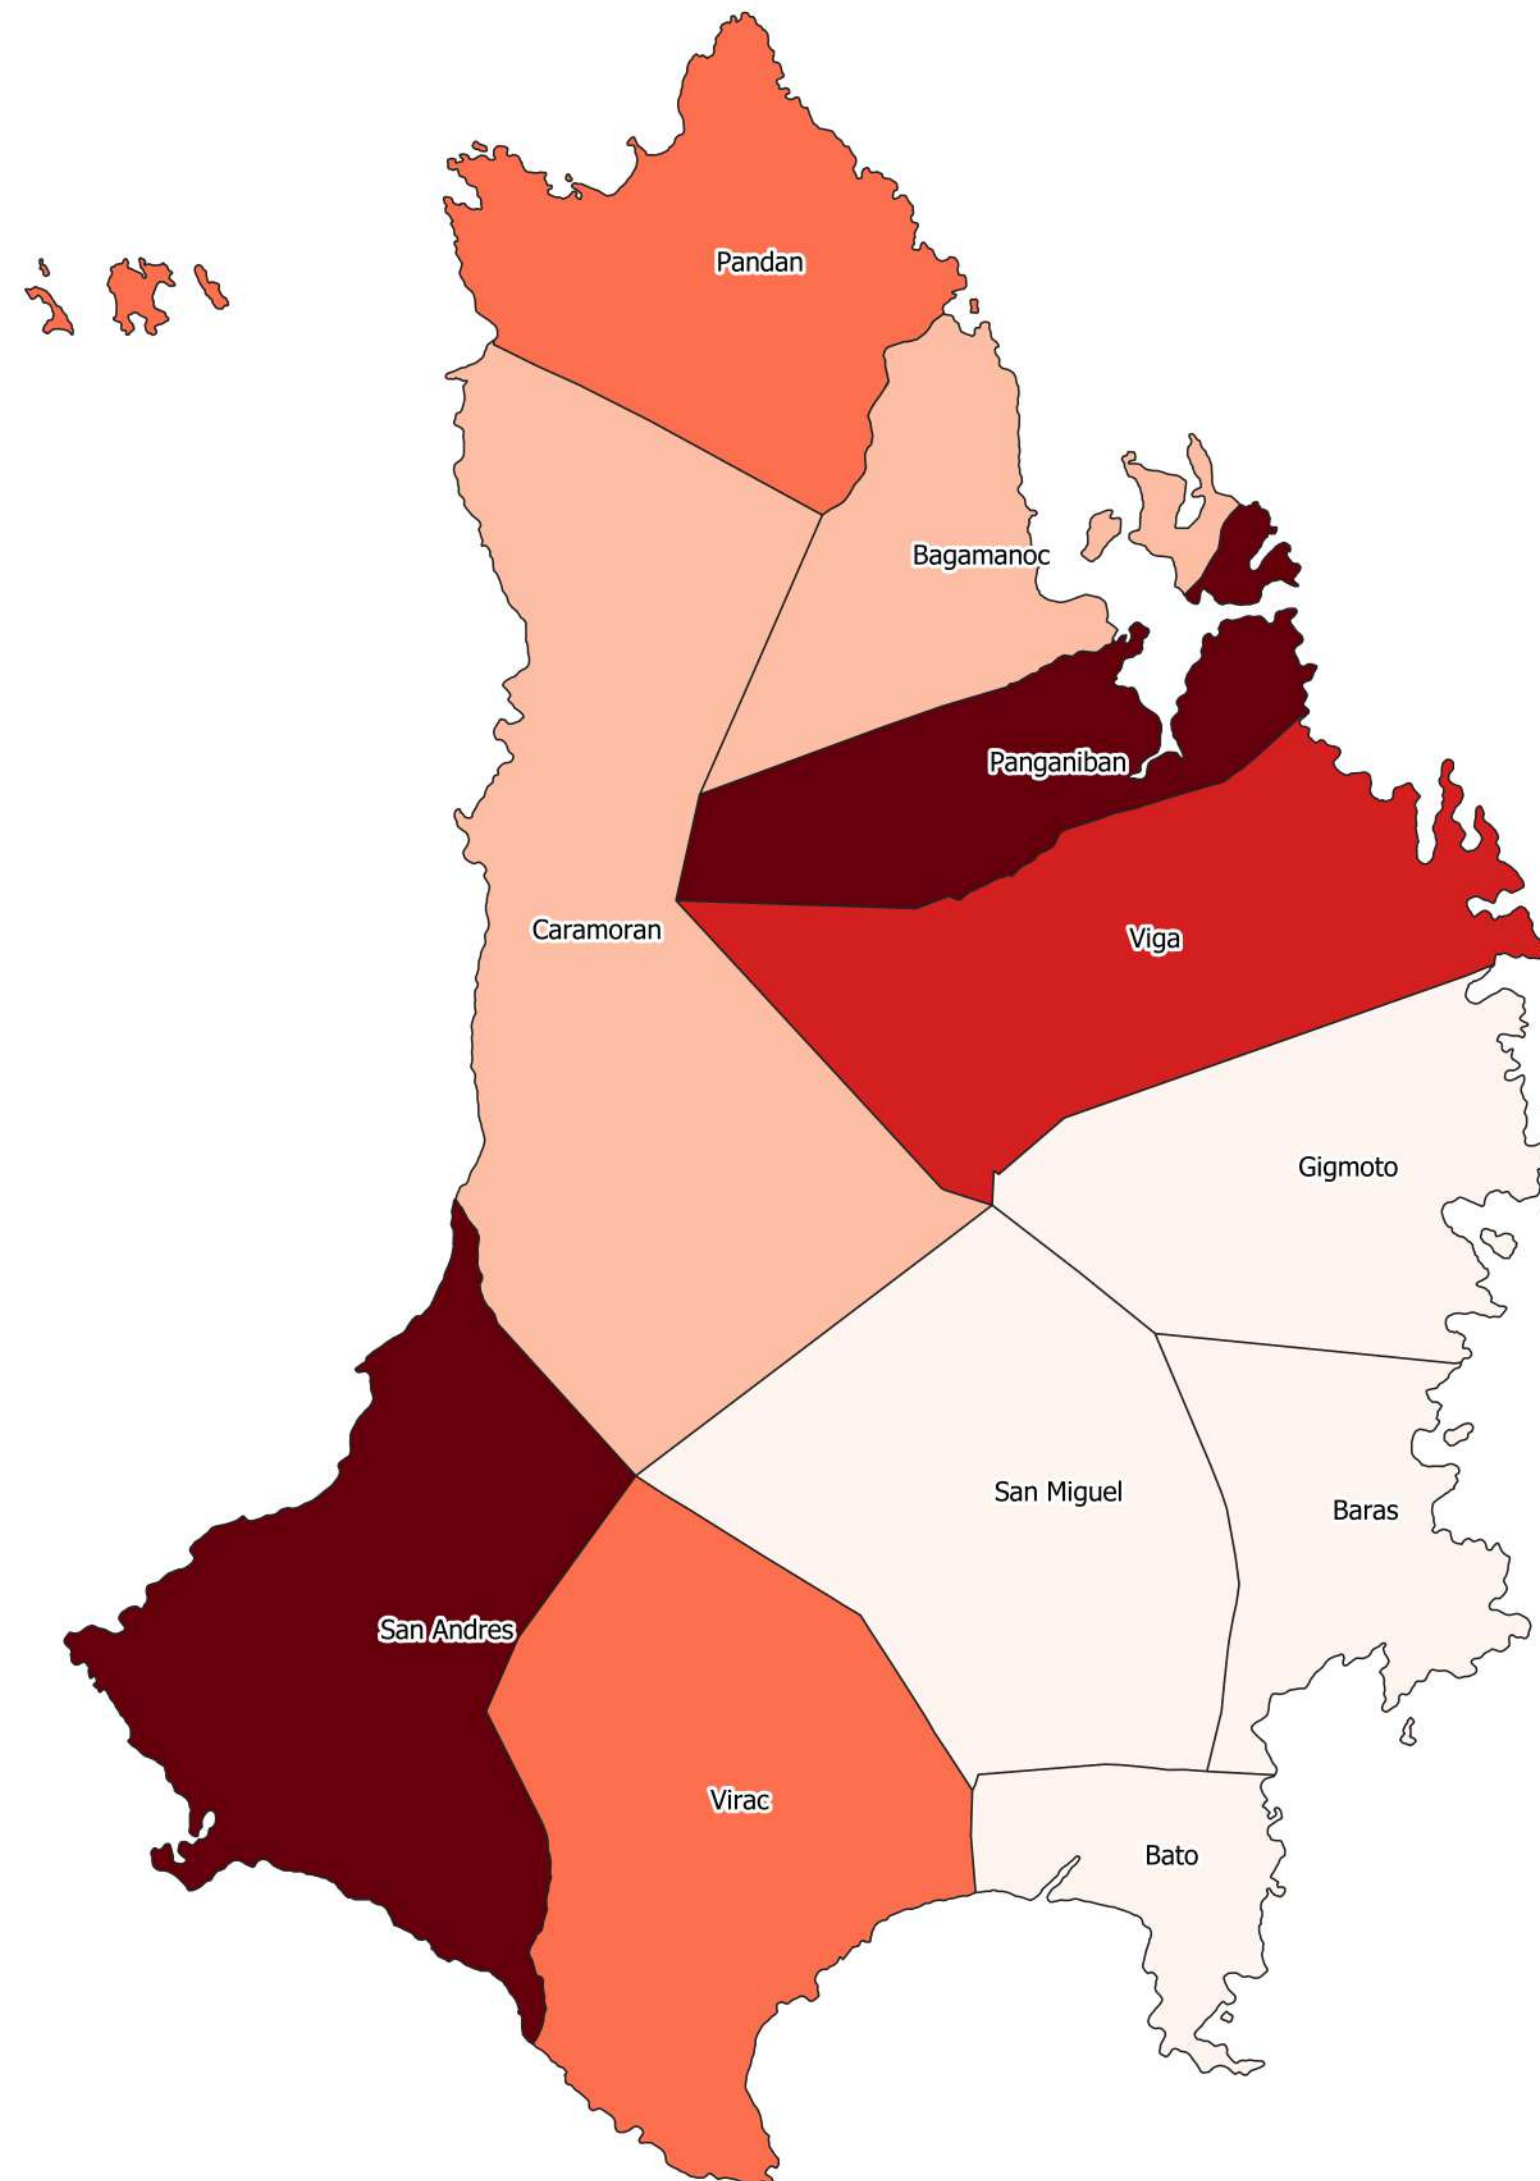 Pandan
Bagamanoc
Panganiban
Caramoran
Viga
Gigmoto
San Miguel
Baras
San Andres
Virac
Bato